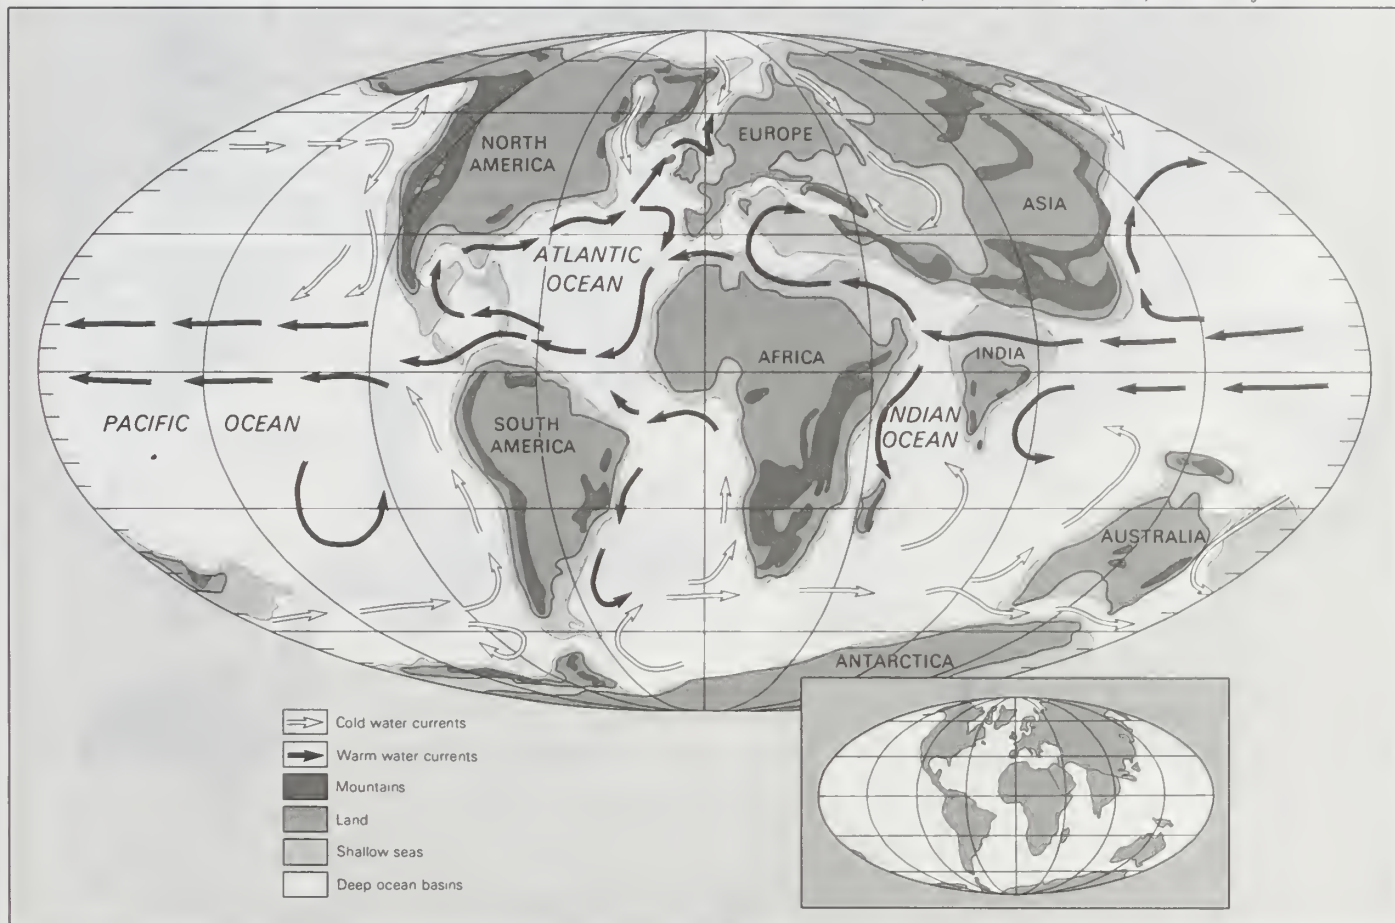 NORTH
AMERICA
EUROPE
ASIA
ATLANTIC
OCEAN
AFRICA
INDIA
PACIFIC OCEAN
SOUTH
AMERICA
INDIAN
OCEAN
AUSTRALIA
ANTARCTICA
Cold water currents
Warm water currents
Mountains
Land
Shallow seas
Deep ocean basins